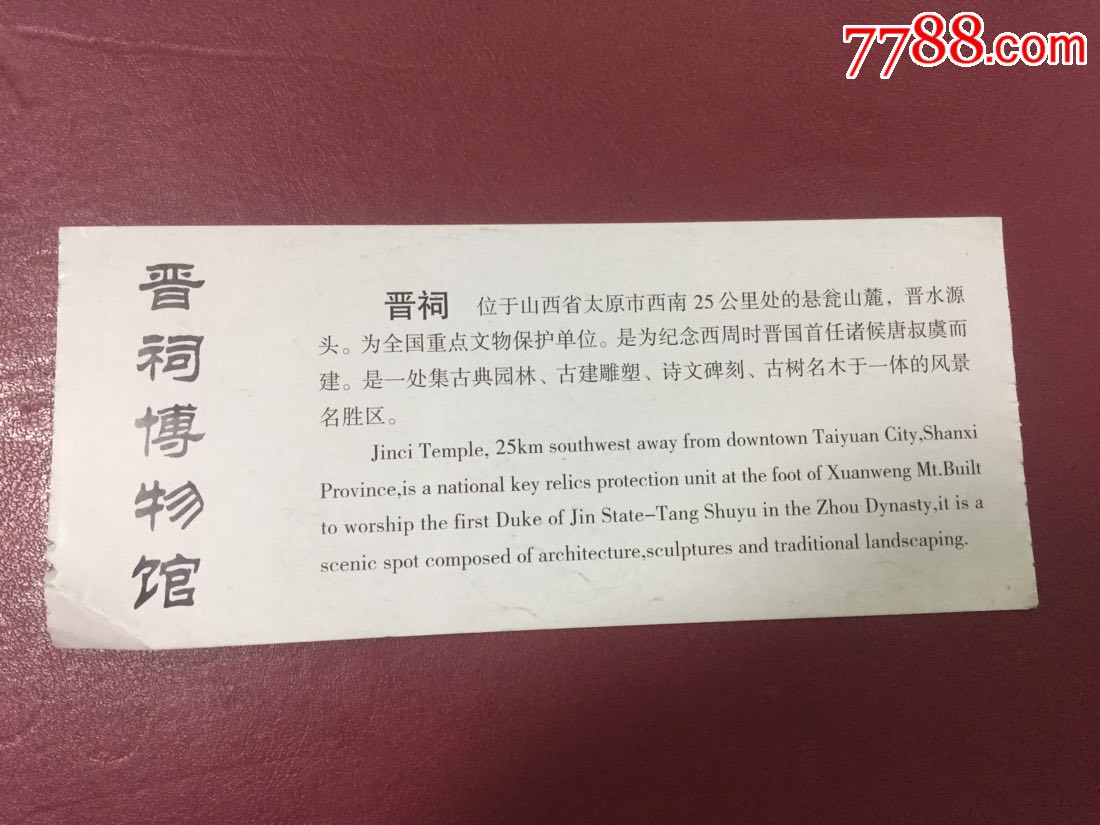 7788.com
晋祠博物馆
晋祠 位于山西省太原市西南25公里处的悬瓮山麓，晋水源
头。为全国重点文物保护单位。是为纪念西周时晋国首任诸候唐叔虞而
建。是一处集古典园林、古建雕塑、诗文碑刻、古树名木于一体的风景
名胜区。
Jinci Temple, 25km southwest away from downtown Taiyuan City,Shanxi
Province,is a national key relics protection unit at the foot of Xuanweng Mt.Built
to worship the first Duke of Jin State-Tang Shuyu in the Zhou Dynasty,it is a
scenic spot composed of architecture,sculptures and traditional landscaping.